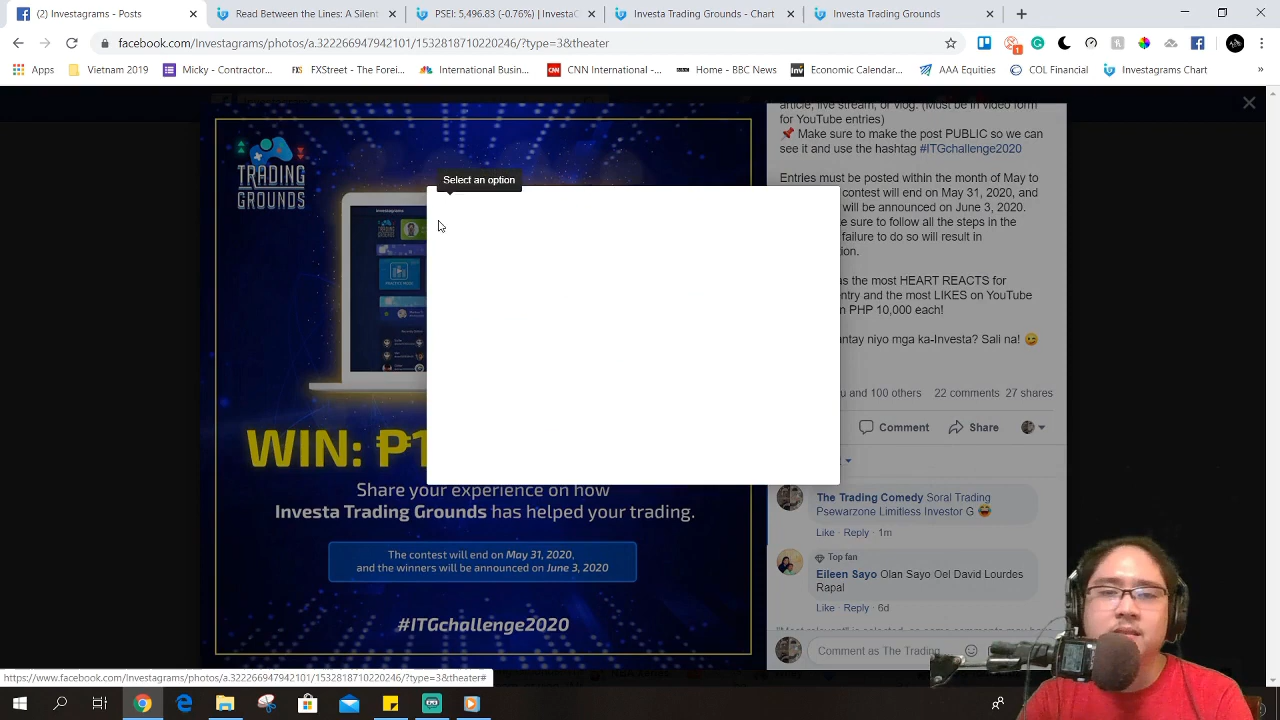 (3) Investagrams - Posts
Read Between the Lines: A Silent
PSEi: 5,496.83 (-0.76%) | Investa
Investa Trading Grounds - Chart
Investa Trading Grounds
facebook.com/Investagrams/photos/a.322266947942101/1532818710220246/?type=3&theater
Apps
Vietnam 2019
Micky - Contractor...
FXStreet - The Forei...
International Busin...
CNN International -...
Home - BBC News
Economic Calendar...
AAA Equities
COL Financial
Investagrams Chart
TRADING
GROUNDS
Select an option
WIN: ₱1
Share your experience on how
Investa Trading Grounds has helped your trading.
The contest will end on May 31, 2020,
and the winners will be announced on June 3, 2020
#ITGchallenge2020
article, live stream, or vlog. (Must be in video form
for YouTube entries)
📌 Make sure to make the post PUBLIC so we can
see it and use the hashtag #ITGchallenge2020
Entries must be posted within the month of May to
contest will end on May 31, 2020, and
will be announced on June 3, 2020.
e sure to follow all the steps in the
failure to do so will result in
ion.
s the most HEART REACTS for
entry and the most LIKES on YouTube
n PHP 10,000 each!
nay niyo mga ka-Investa? Sali na! 😉
u and 100 others 22 comments 27 shares
Comment Share
The Trading Comedy Soral Trading
Psewarzone Limitless Investor G 😆
Like · Reply · 1m
Top fan
Eileen Sayo Olan Sayo Oel David Lourdes
Rapal
Like · Reply · 6d
Comment as The Trading
https://www.facebook.com/Investagrams/photos/a.322266947942101/1532818710220246/?type=3&theater#